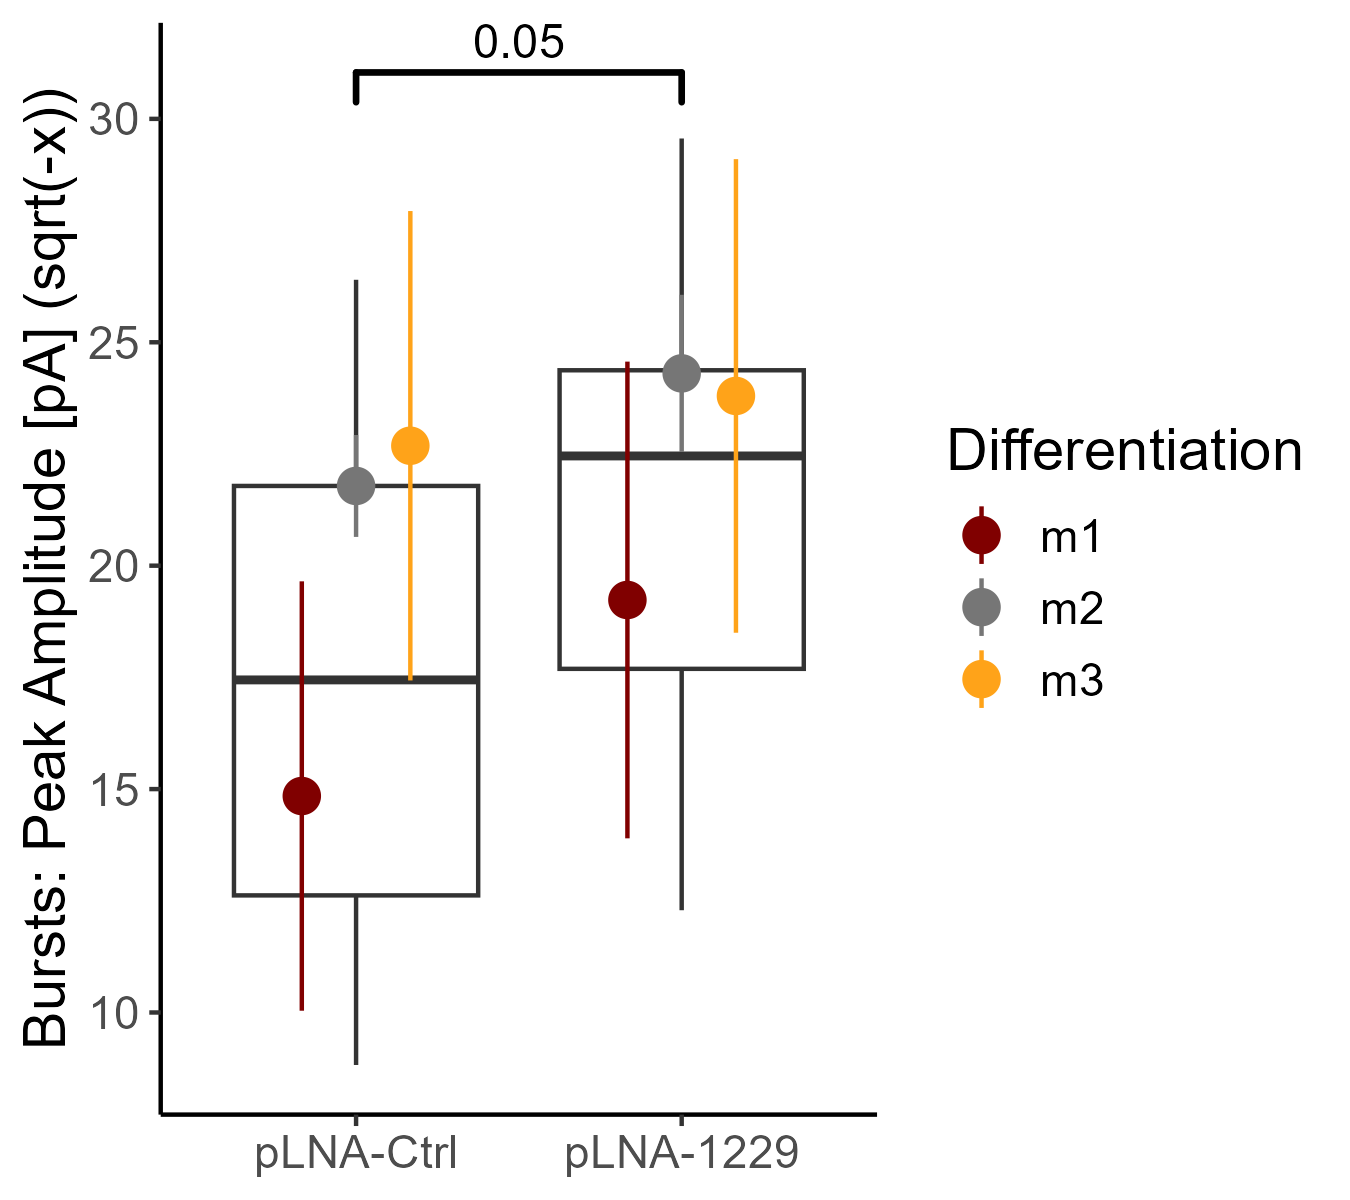 0.05
Bursts: Peak Amplitude [pA] (sqrt(-x))
30
25
20
15
10
pLNA-Ctrl
pLNA-1229
Differentiation
m1
m2
m3